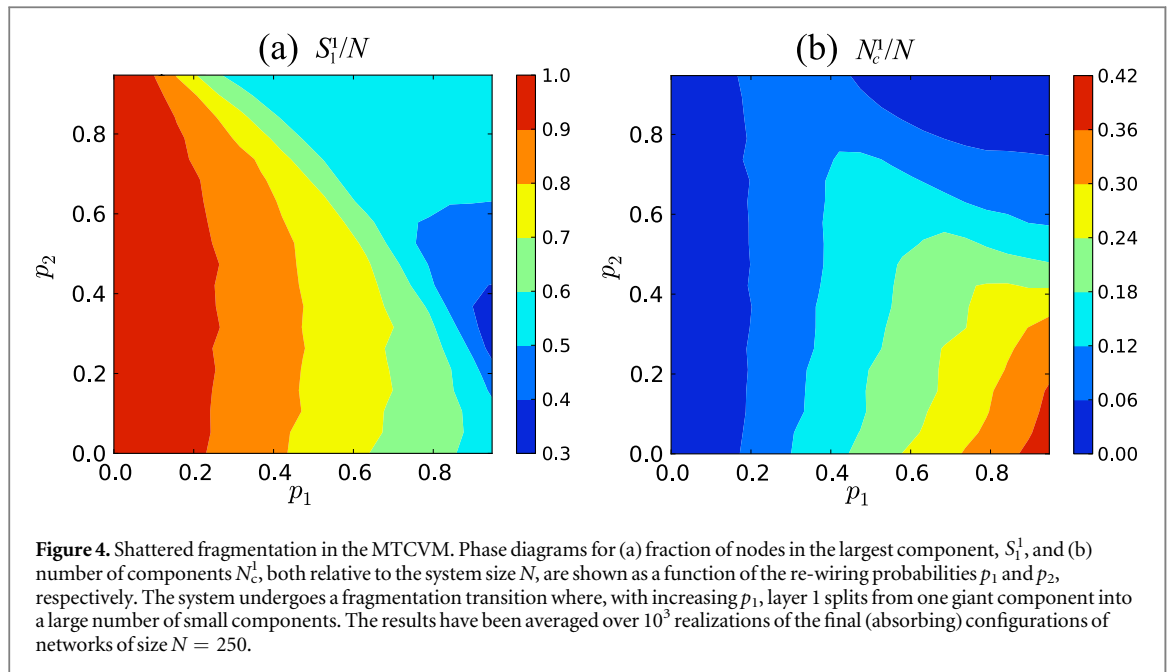 (a) S₁¹/N
(b) N_c¹/N
1.0
0.9
0.8
0.7
0.6
0.5
0.4
0.3
0.8
0.6
0.4
0.2
0.0
p₂
0.0 0.2 0.4 0.6 0.8
p₁
0.42
0.36
0.30
0.24
0.18
0.12
0.06
0.00
0.8
0.6
0.4
0.2
0.0
p₂
0.0 0.2 0.4 0.6 0.8
p₁
Figure 4. Shattered fragmentation in the MTCVM. Phase diagrams for (a) fraction of nodes in the largest component, S₁¹, and (b)
number of components N_c¹, both relative to the system size N, are shown as a function of the re-wiring probabilities p₁ and p₂,
respectively. The system undergoes a fragmentation transition where, with increasing p₁, layer 1 splits from one giant component into
a large number of small components. The results have been averaged over 10³ realizations of the final (absorbing) configurations of
networks of size N = 250.